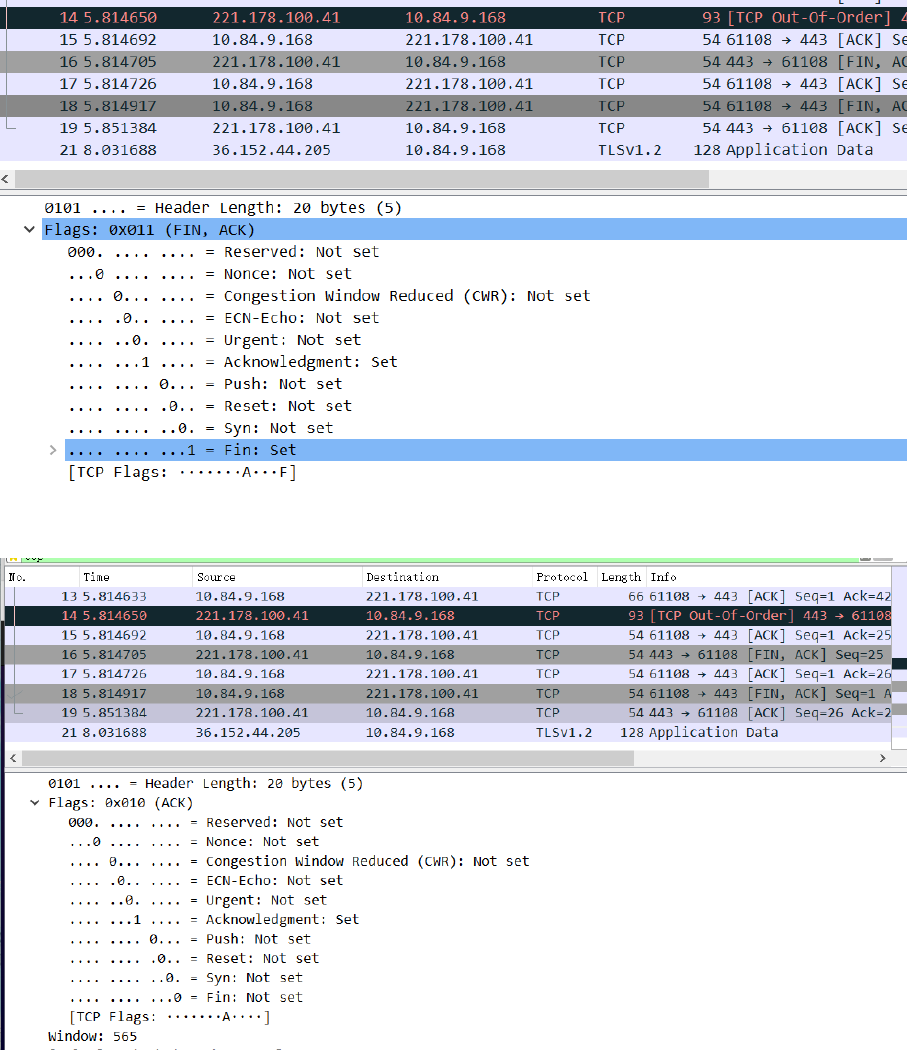 14 5.814650 221.178.100.41 10.84.9.168 TCP 93 [TCP Out-Of-Order] 4
15 5.814692 10.84.9.168 221.178.100.41 TCP 54 61108 → 443 [ACK] Se
16 5.814705 221.178.100.41 10.84.9.168 TCP 54 443 → 61108 [FIN, AC
17 5.814726 10.84.9.168 221.178.100.41 TCP 54 61108 → 443 [ACK] Se
18 5.814917 10.84.9.168 221.178.100.41 TCP 54 61108 → 443 [FIN, AC
19 5.851384 221.178.100.41 10.84.9.168 TCP 54 443 → 61108 [ACK] Se
21 8.031688 36.152.44.205 10.84.9.168 TLSv1.2 128 Application Data
0101 .... = Header Length: 20 bytes (5)
Flags: 0x011 (FIN, ACK)
000. .... .... = Reserved: Not set
...0 .... .... = Nonce: Not set
.... 0... .... = Congestion Window Reduced (CWR): Not set
.... .0.. .... = ECN-Echo: Not set
.... ..0. .... = Urgent: Not set
.... ...1 .... = Acknowledgment: Set
.... .... 0... = Push: Not set
.... .... .0.. = Reset: Not set
.... .... ..0. = Syn: Not set
.... .... ...1 = Fin: Set
[TCP Flags: ·······A···F]
No. Time Source Destination Protocol Length Info
13 5.814633 10.84.9.168 221.178.100.41 TCP 66 61108 → 443 [ACK] Seq=1 Ack=42
14 5.814650 221.178.100.41 10.84.9.168 TCP 93 [TCP Out-Of-Order] 443 → 61108
15 5.814692 10.84.9.168 221.178.100.41 TCP 54 61108 → 443 [ACK] Seq=1 Ack=25
16 5.814705 221.178.100.41 10.84.9.168 TCP 54 443 → 61108 [FIN, ACK] Seq=25
17 5.814726 10.84.9.168 221.178.100.41 TCP 54 61108 → 443 [ACK] Seq=1 Ack=26
18 5.814917 10.84.9.168 221.178.100.41 TCP 54 61108 → 443 [FIN, ACK] Seq=1 A
19 5.851384 221.178.100.41 10.84.9.168 TCP 54 443 → 61108 [ACK] Seq=26 Ack=2
21 8.031688 36.152.44.205 10.84.9.168 TLSv1.2 128 Application Data
0101 .... = Header Length: 20 bytes (5)
Flags: 0x010 (ACK)
000. .... .... = Reserved: Not set
...0 .... .... = Nonce: Not set
.... 0... .... = Congestion Window Reduced (CWR): Not set
.... .0.. .... = ECN-Echo: Not set
.... ..0. .... = Urgent: Not set
.... ...1 .... = Acknowledgment: Set
.... .... 0... = Push: Not set
.... .... .0.. = Reset: Not set
.... .... ..0. = Syn: Not set
.... .... ...0 = Fin: Not set
[TCP Flags: ·······A····]
Window: 565